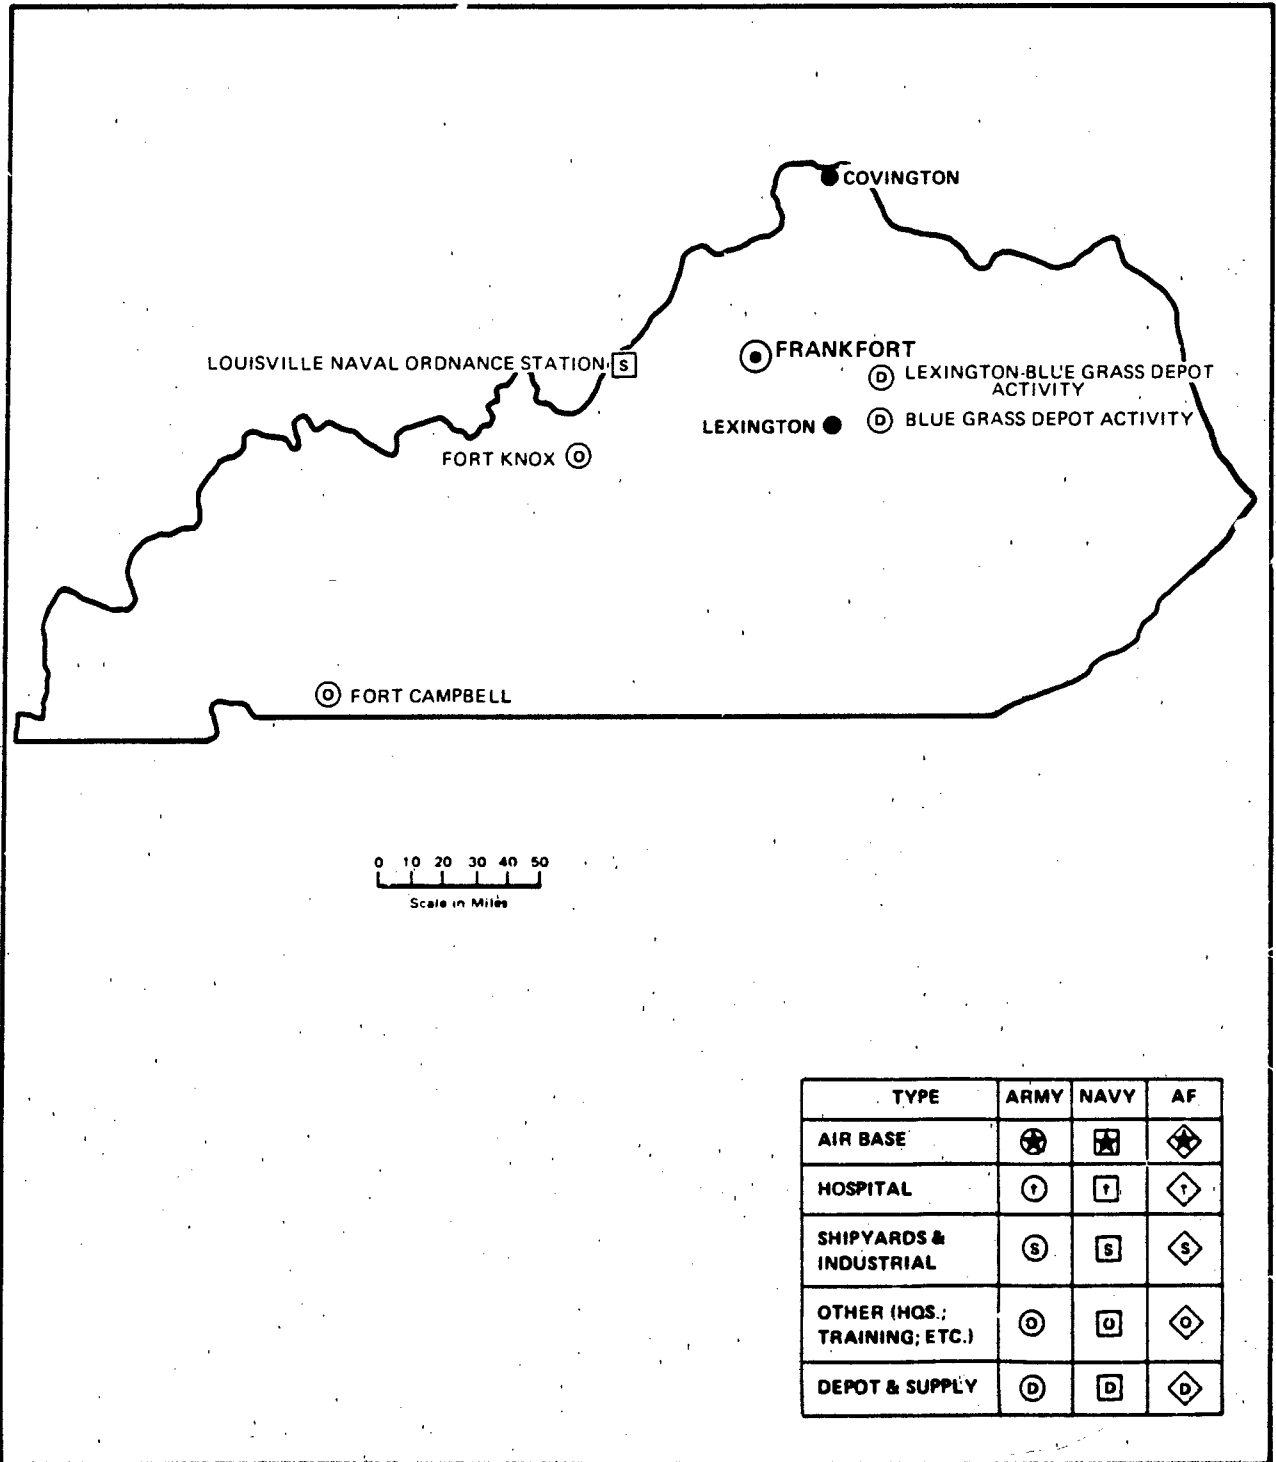 COVINGTON
LOUISVILLE NAVAL ORDNANCE STATION S
FRANKFORT
D LEXINGTON-BLUE GRASS DEPOT
ACTIVITY
LEXINGTON
D BLUE GRASS DEPOT ACTIVITY
FORT KNOX O
O FORT CAMPBELL
0 10 20 30 40 50
Scale in Miles
TYPE ARMY NAVY AF
AIR BASE
HOSPITAL † † †
SHIPYARDS &
INDUSTRIAL S S S
OTHER (HQS.;
TRAINING; ETC.) O O O
DEPOT & SUPPLY D D D